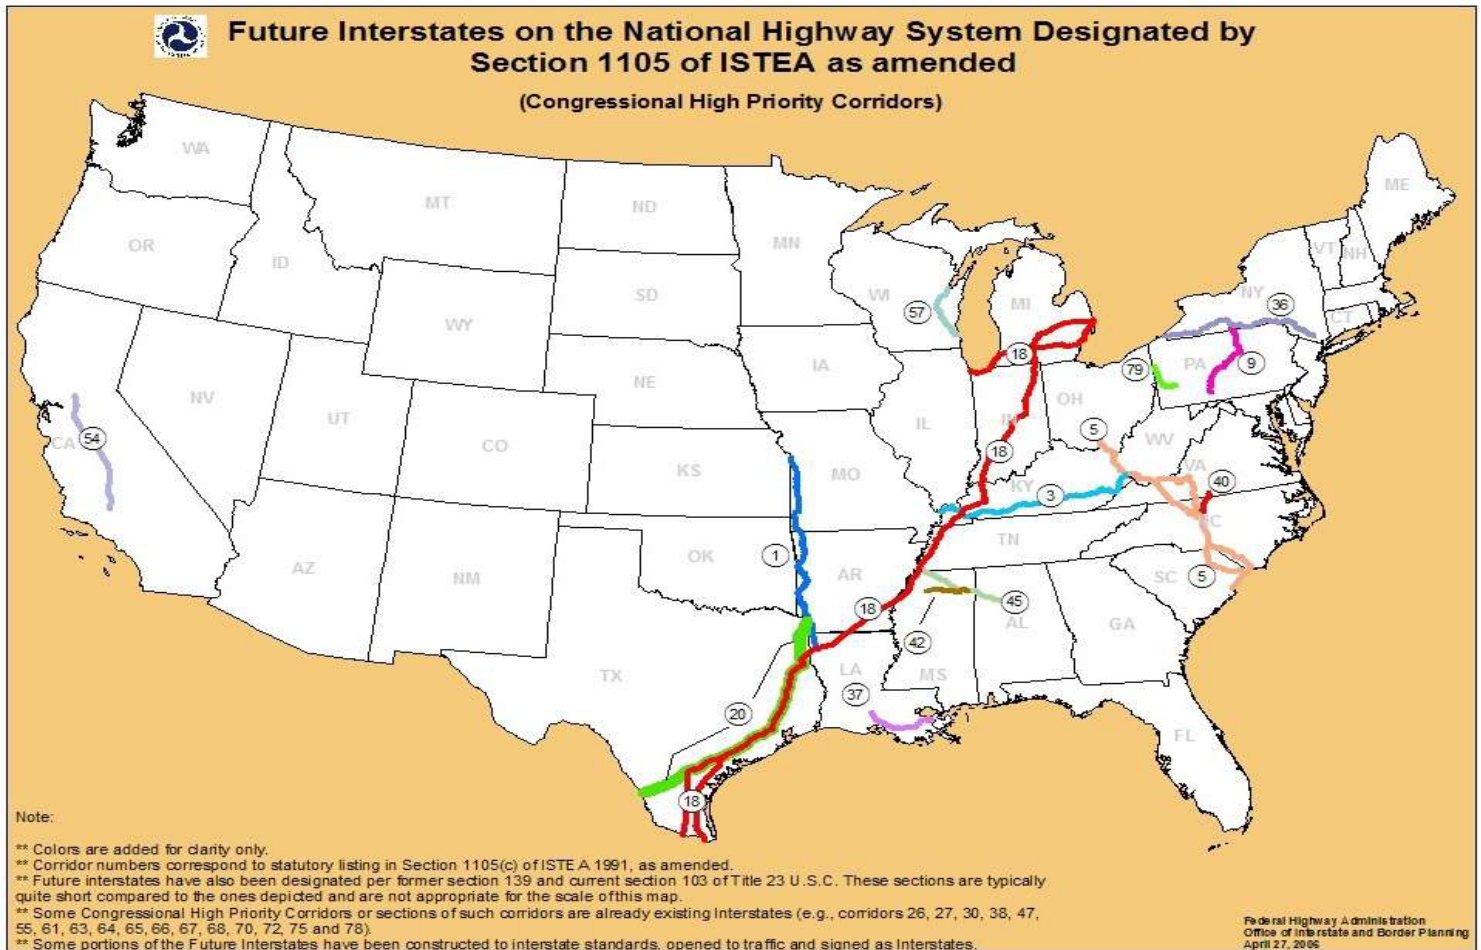 Future Interstates on the National Highway System Designated by
Section 1105 of ISTEA as amended
(Congressional High Priority Corridors)
WA
MT
ND
MN
ME
OR
ID
SD
WI
MI
VT
NH
NY
36
57
CT
WY
18
79
PA
9
IA
NE
NV
UT
CO
OH
IL
IN
5
WV
CA
54
KS
MO
18
KY
3
VA
40
NC
OK
1
TN
AZ
NM
AR
SC
5
18
45
AL
GA
42
TX
LA
MS
37
20
FL
18
Note:
** Colors are added for clarity only.
** Corridor numbers correspond to statutory listing in Section 1105(c) of ISTEA 1991, as amended.
** Future interstates have also been designated per former section 139 and current section 103 of Title 23 U.S.C. These sections are typically
quite short compared to the ones depicted and are not appropriate for the scale of this map.
** Some Congressional High Priority Corridors or sections of such corridors are already existing Interstates (e.g., corridors 26, 27, 30, 38, 47,
55, 61, 63, 64, 65, 66, 67, 68, 70, 72, 75 and 78).
** Some portions of the Future Interstates have been constructed to interstate standards, opened to traffic and signed as Interstates.
Federal Highway Administration
Office of Interstate and Border Planning
April 27, 2006